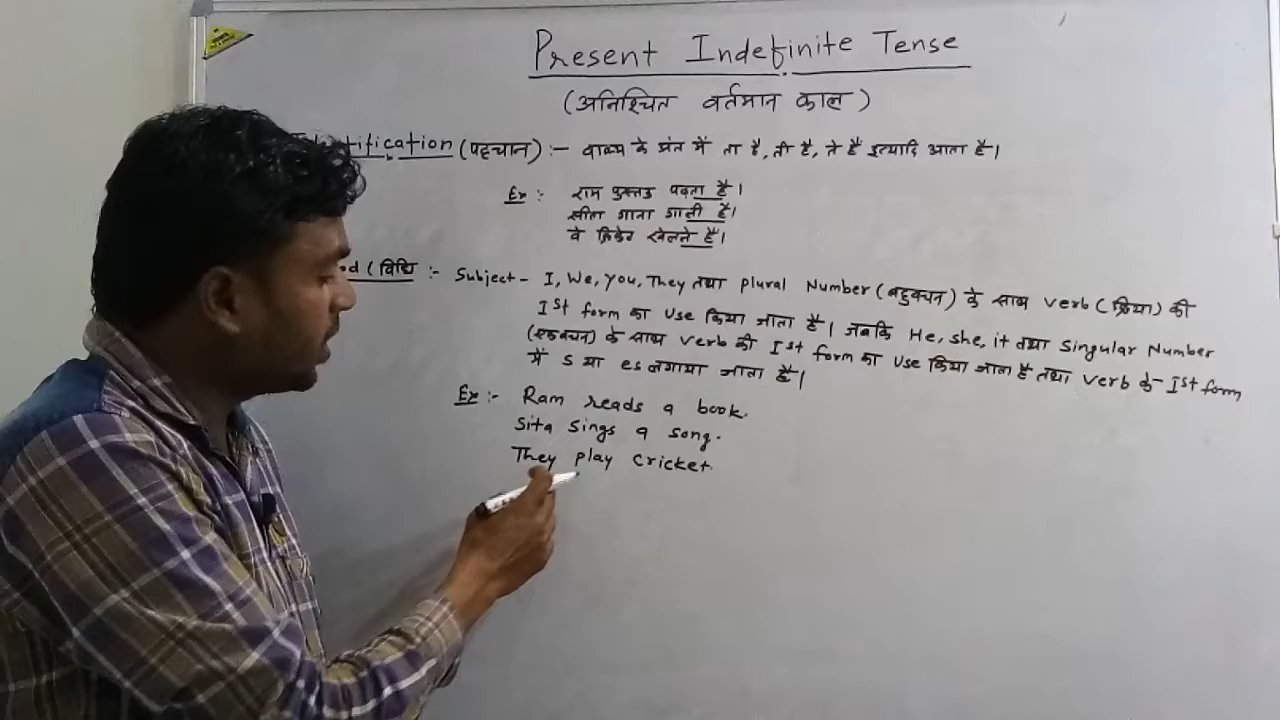 Present Indefinite Tense
(अनिश्चित वर्तमान काल)
tification (पहचान) :- वाक्य के अंत में ता है, ती है, ते हैं इत्यादि आता है।
Ex :- राम पुस्तक पढ़ता है।
सीता गाना गाती है।
वे क्रिकेट खेलते हैं।
d (विधि :- Subject - I, We, You, They तथा Plural Number (बहुवचन) के साथ Verb (क्रिया) की
Ist form का Use किया जाता है। जबकि He, She, it तथा Singular Number
(एकवचन) के साथ Verb की Ist form का Use किया जाता है तथा Verb के Ist form
में S या es लगाया जाता है।
Ex :- Ram reads a book.
Sita Sings a Song.
They play cricket.